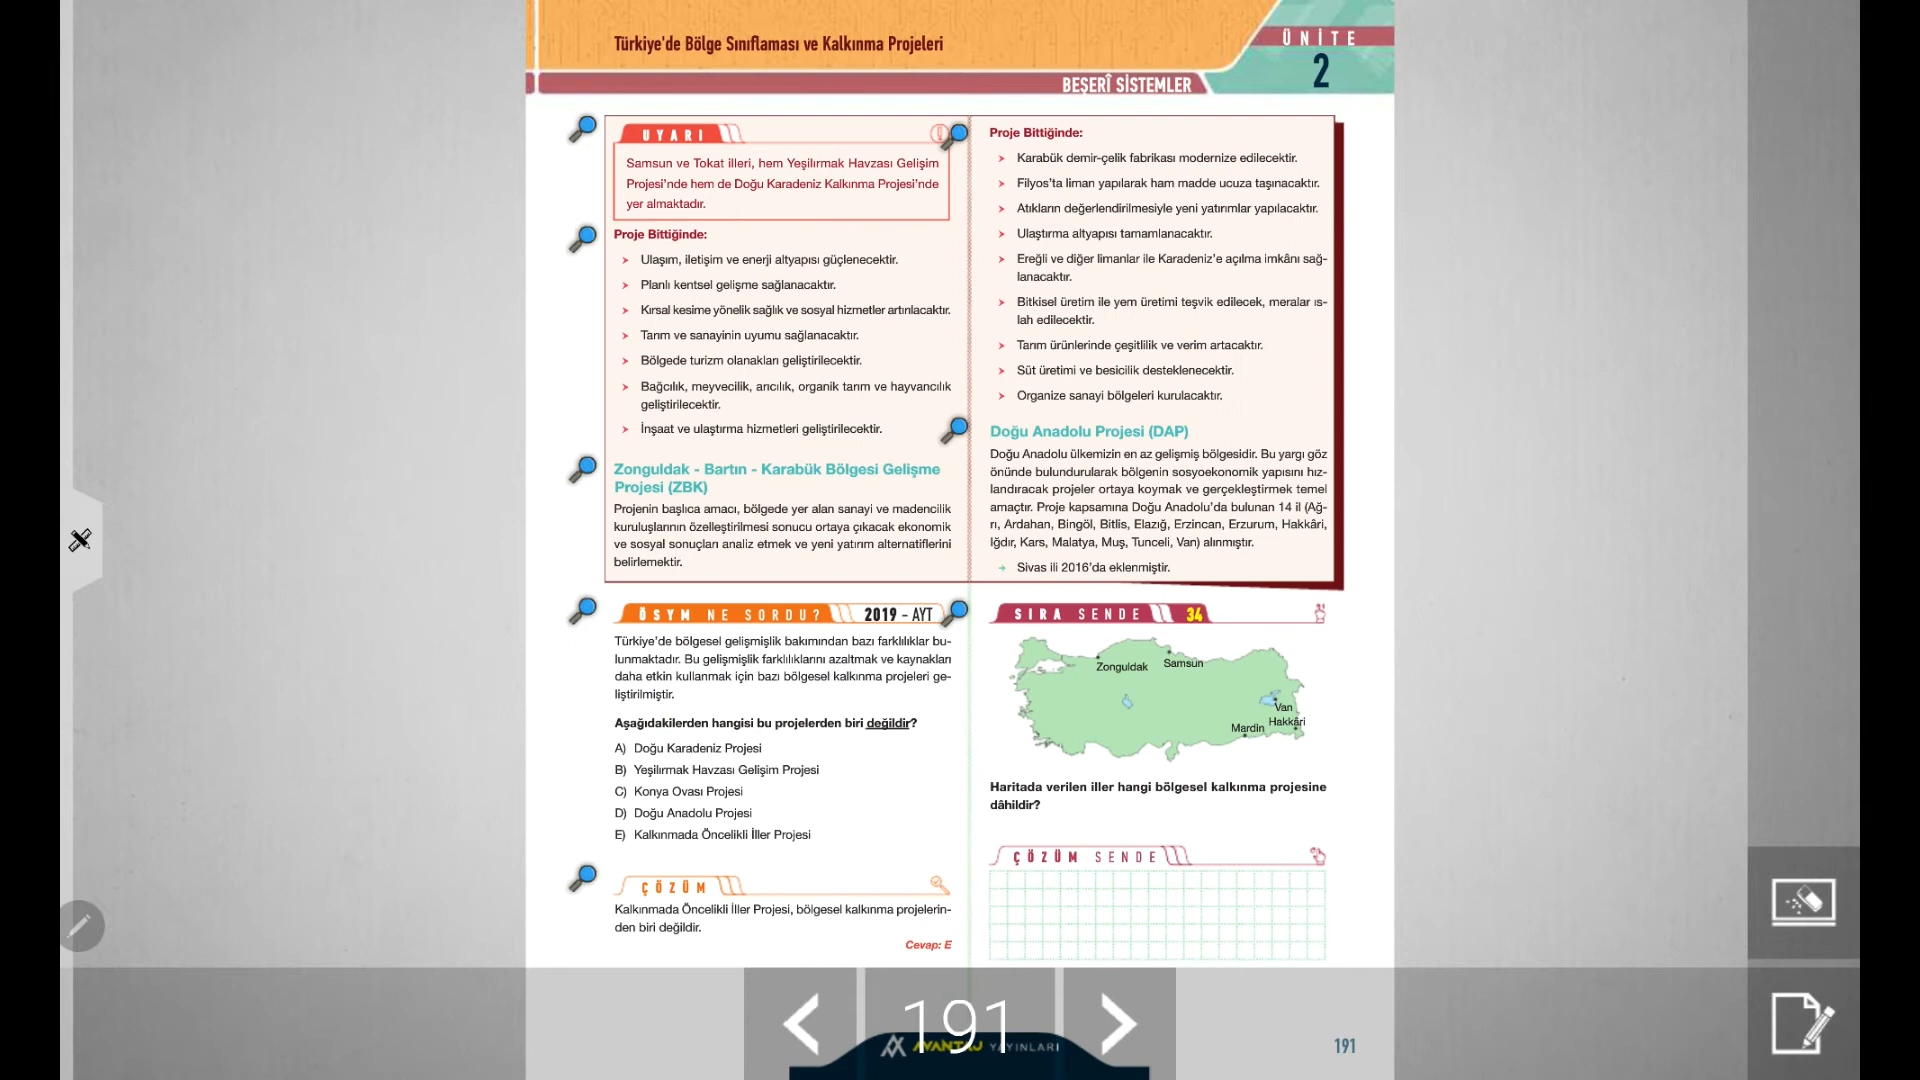 Türkiye'de Bölge Sınıflaması ve Kalkınma Projeleri
ÜNİTE
2
BEŞERÎ SİSTEMLER
UYARI
Samsun ve Tokat illeri, hem Yeşilırmak Havzası Gelişim
Projesi'nde hem de Doğu Karadeniz Kalkınma Projesi'nde
yer almaktadır.
Proje Bittiğinde:
➤ Ulaşım, iletişim ve enerji altyapısı güçlenecektir.
➤ Planlı kentsel gelişme sağlanacaktır.
➤ Kırsal kesime yönelik sağlık ve sosyal hizmetler artırılacaktır.
➤ Tarım ve sanayinin uyumu sağlanacaktır.
➤ Bölgede turizm olanakları geliştirilecektir.
➤ Bağcılık, meyvecilik, arıcılık, organik tarım ve hayvancılık
geliştirilecektir.
➤ İnşaat ve ulaştırma hizmetleri geliştirilecektir.
Zonguldak - Bartın - Karabük Bölgesi Gelişme
Projesi (ZBK)
Projenin başlıca amacı, bölgede yer alan sanayi ve madencilik
kuruluşlarının özelleştirilmesi sonucu ortaya çıkacak ekonomik
ve sosyal sonuçları analiz etmek ve yeni yatırım alternatiflerini
belirlemektir.
Proje Bittiğinde:
➤ Karabük demir-çelik fabrikası modernize edilecektir.
➤ Filyos'ta liman yapılarak ham madde ucuza taşınacaktır.
➤ Atıkların değerlendirilmesiyle yeni yatırımlar yapılacaktır.
➤ Ulaştırma altyapısı tamamlanacaktır.
➤ Ereğli ve diğer limanlar ile Karadeniz'e açılma imkânı sağ-
lanacaktır.
➤ Bitkisel üretim ile yem üretimi teşvik edilecek, meralar ıs-
lah edilecektir.
➤ Tarım ürünlerinde çeşitlilik ve verim artacaktır.
➤ Süt üretimi ve besicilik desteklenecektir.
➤ Organize sanayi bölgeleri kurulacaktır.
Doğu Anadolu Projesi (DAP)
Doğu Anadolu ülkemizin en az gelişmiş bölgesidir. Bu yargı göz
önünde bulundurularak bölgenin sosyoekonomik yapısını hız-
landıracak projeler ortaya koymak ve gerçekleştirmek temel
amaçtır. Proje kapsamına Doğu Anadolu'da bulunan 14 il (Ağ-
rı, Ardahan, Bingöl, Bitlis, Elazığ, Erzincan, Erzurum, Hakkâri,
Iğdır, Kars, Malatya, Muş, Tunceli, Van) alınmıştır.
→ Sivas ili 2016'da eklenmiştir.
ÖSYM NE SORDU? 2019 - AYT
Türkiye'de bölgesel gelişmişlik bakımından bazı farklılıklar bu-
lunmaktadır. Bu gelişmişlik farklılıklarını azaltmak ve kaynakları
daha etkin kullanmak için bazı bölgesel kalkınma projeleri ge-
liştirilmiştir.
Aşağıdakilerden hangisi bu projelerden biri değildir?
A) Doğu Karadeniz Projesi
B) Yeşilırmak Havzası Gelişim Projesi
C) Konya Ovası Projesi
D) Doğu Anadolu Projesi
E) Kalkınmada Öncelikli İller Projesi
ÇÖZÜM
Kalkınmada Öncelikli İller Projesi, bölgesel kalkınma projelerin-
den biri değildir.
Cevap: E
SIRA SENDE 34
Zonguldak
Samsun
Van
Hakkâri
Mardin
Haritada verilen iller hangi bölgesel kalkınma projesine
dâhildir?
ÇÖZÜM SENDE
191
AVANTAJ YAYINLARI
191